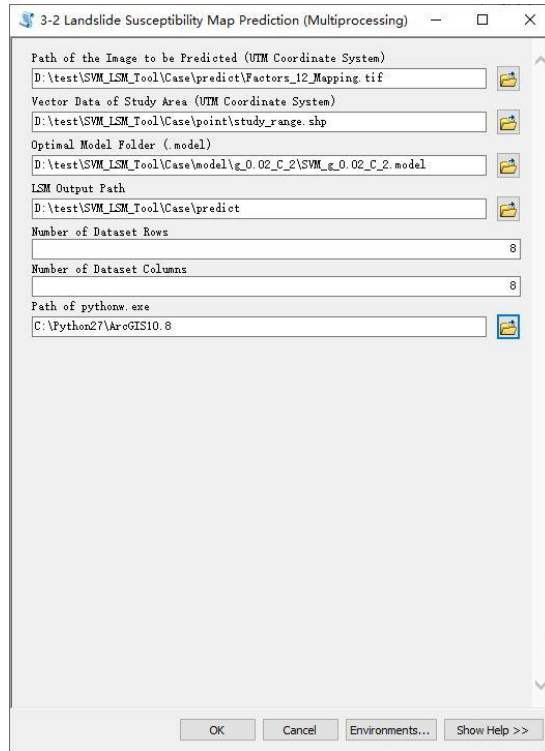 3-2 Landslide Susceptibility Map Prediction (Multiprocessing)
Path of the Image to be Predicted (UTM Coordinate System)
D:\test\SVM_LSM_Tool\Case\predict\Factors_12_Mapping.tif
Vector Data of Study Area (UTM Coordinate System)
D:\test\SVM_LSM_Tool\Case\point\study_range.shp
Optimal Model Folder (.model)
D:\test\SVM_LSM_Tool\Case\model\g_0.02_C_2\SVM_g_0.02_C_2.model
LSM Output Path
D:\test\SVM_LSM_Tool\Case\predict
Number of Dataset Rows
8
Number of Dataset Columns
8
Path of pythonw.exe
C:\Python27\ArcGIS10.8
OK Cancel Environments... Show Help >>